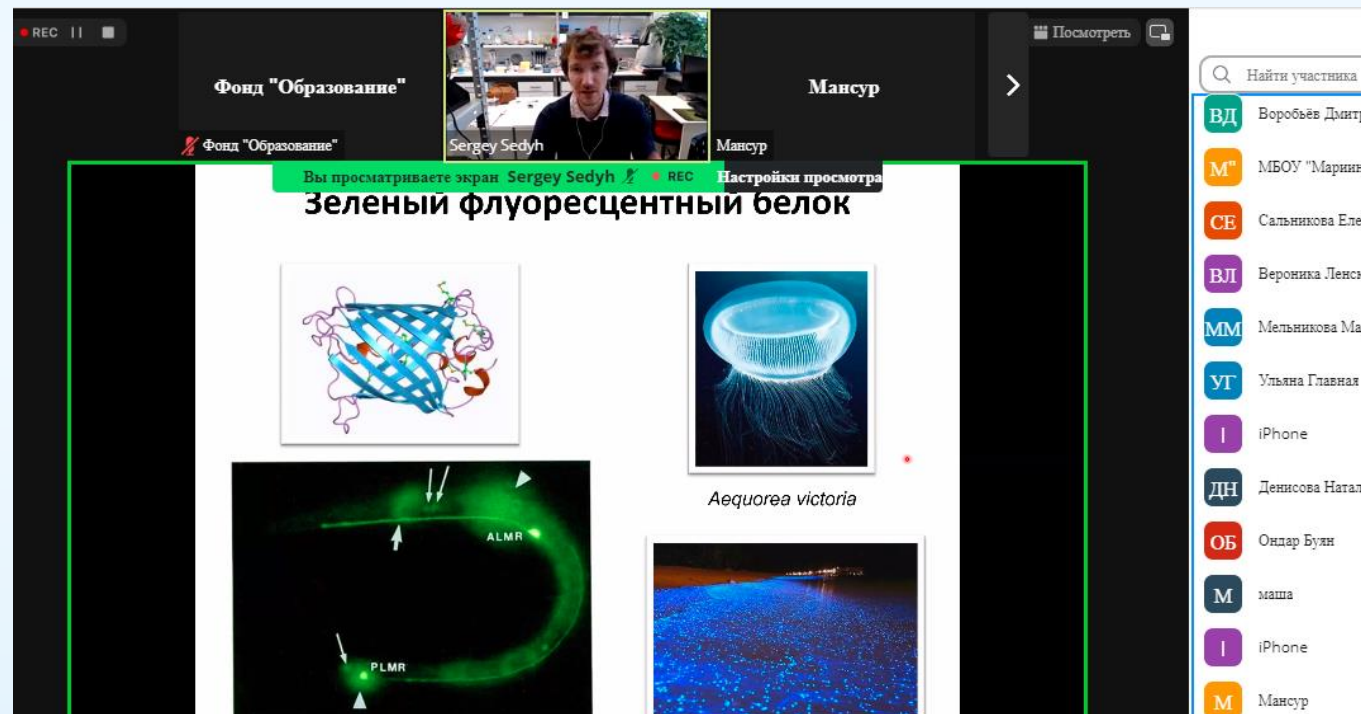 REC
Посмотреть
Фонд "Образование"
Мансур
Фонд "Образование"
Sergey Sedyh
Мансур
Вы просматриваете экран Sergey Sedyh REC Настройки просмотра
Зеленый флуоресцентный белок
ALMR
PLMR
Aequorea victoria
Найти участника
ВД Воробьёв Дмитр
М" МБОУ "Мариин
СЕ Сальникова Еле
ВЛ Вероника Ленск
ММ Мельникова Ма
УГ Ульяна Главная
I iPhone
ДН Денисова Натал
ОБ Ондар Буян
М маша
I iPhone
М Мансур